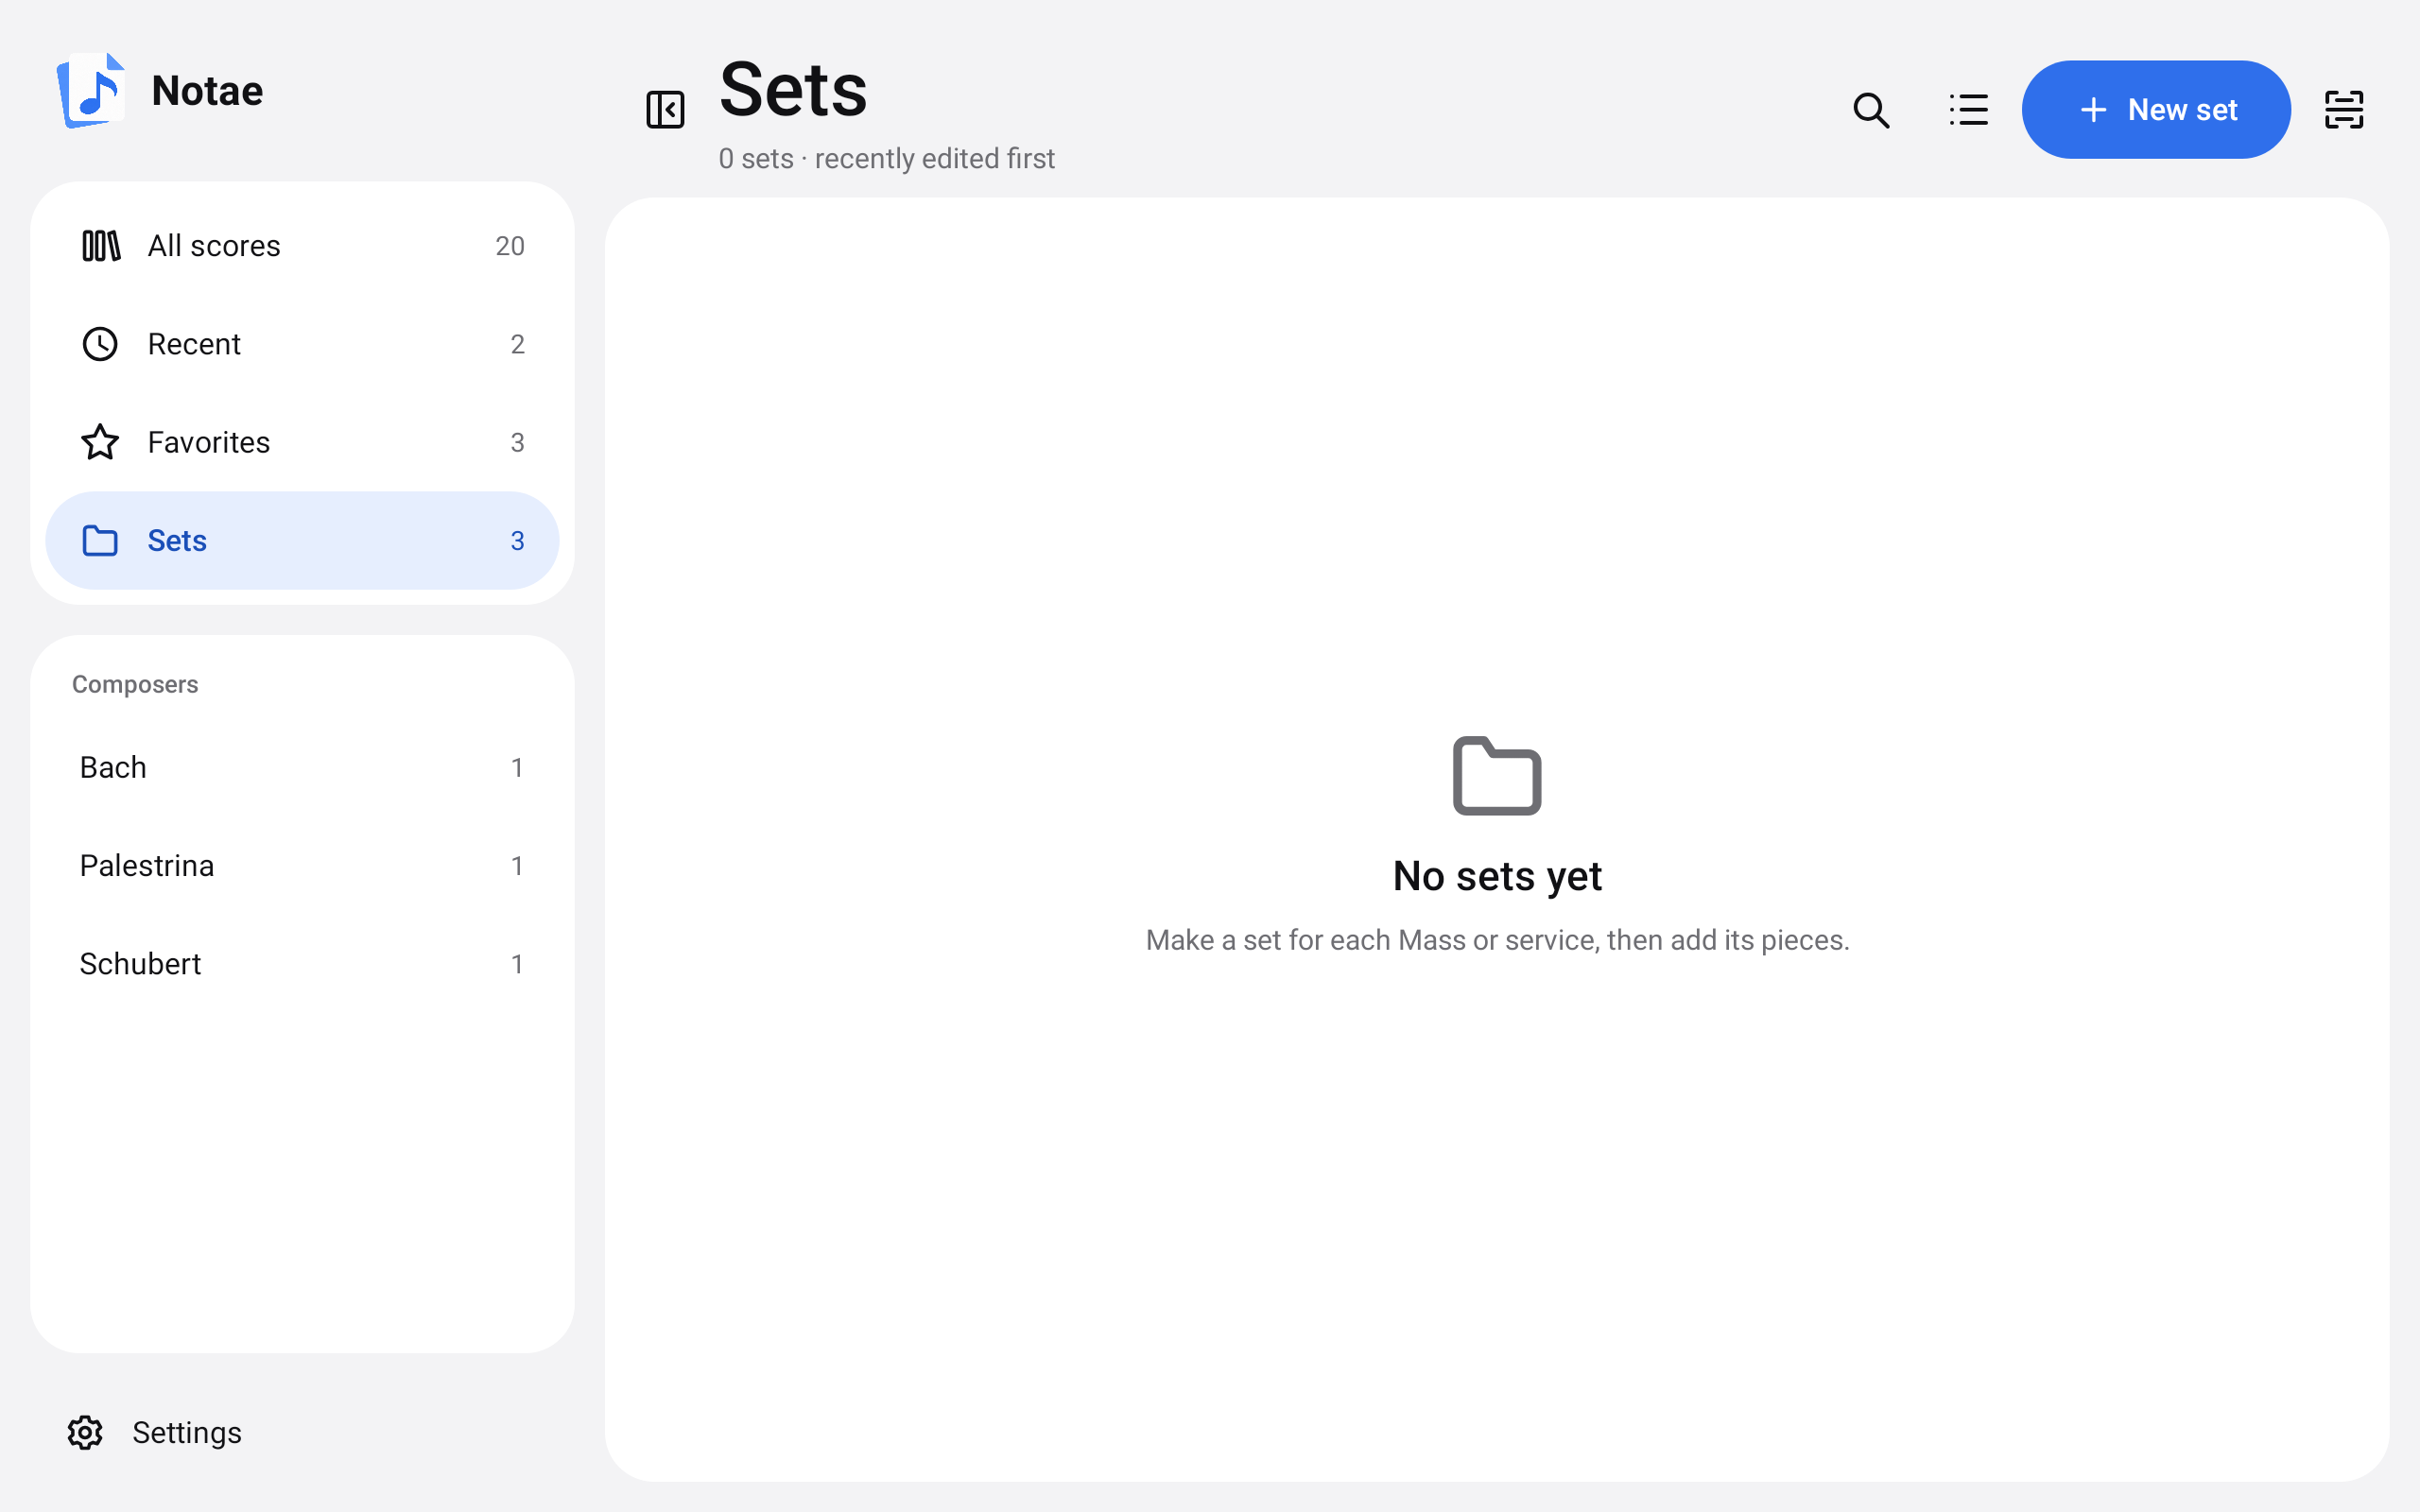 Notae
All scores 20
Recent 2
Favorites 3
Sets 3
Composers
Bach 1
Palestrina 1
Schubert 1
Settings
Sets
0 sets · recently edited first
New set
No sets yet
Make a set for each Mass or service, then add its pieces.